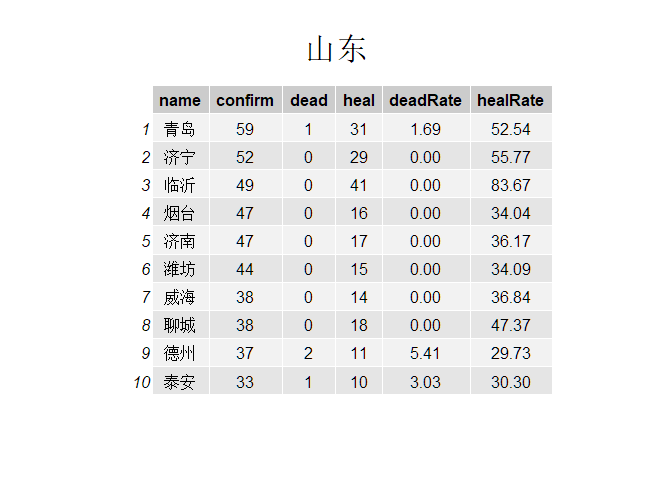 山东
name confirm dead heal deadRate healRate
1 青岛 59 1 31 1.69 52.54
2 济宁 52 0 29 0.00 55.77
3 临沂 49 0 41 0.00 83.67
4 烟台 47 0 16 0.00 34.04
5 济南 47 0 17 0.00 36.17
6 潍坊 44 0 15 0.00 34.09
7 威海 38 0 14 0.00 36.84
8 聊城 38 0 18 0.00 47.37
9 德州 37 2 11 5.41 29.73
10 泰安 33 1 10 3.03 30.30